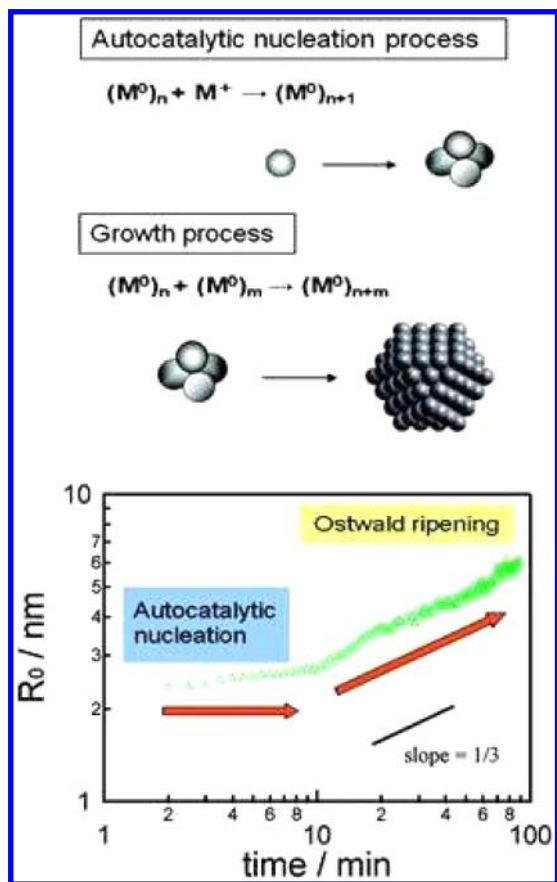 Autocatalytic nucleation process
(M⁰)ₙ + M⁺ → (M⁰)ₙ₊₁
Growth process
(M⁰)ₙ + (M⁰)ₘ → (M⁰)ₙ₊ₘ
Ostwald ripening
Autocatalytic
nucleation
slope = 1/3
R₀ / nm
10
7
6
5
4
3
2
1
1
2
4
6
8
10
2
4
6
8
100
time / min